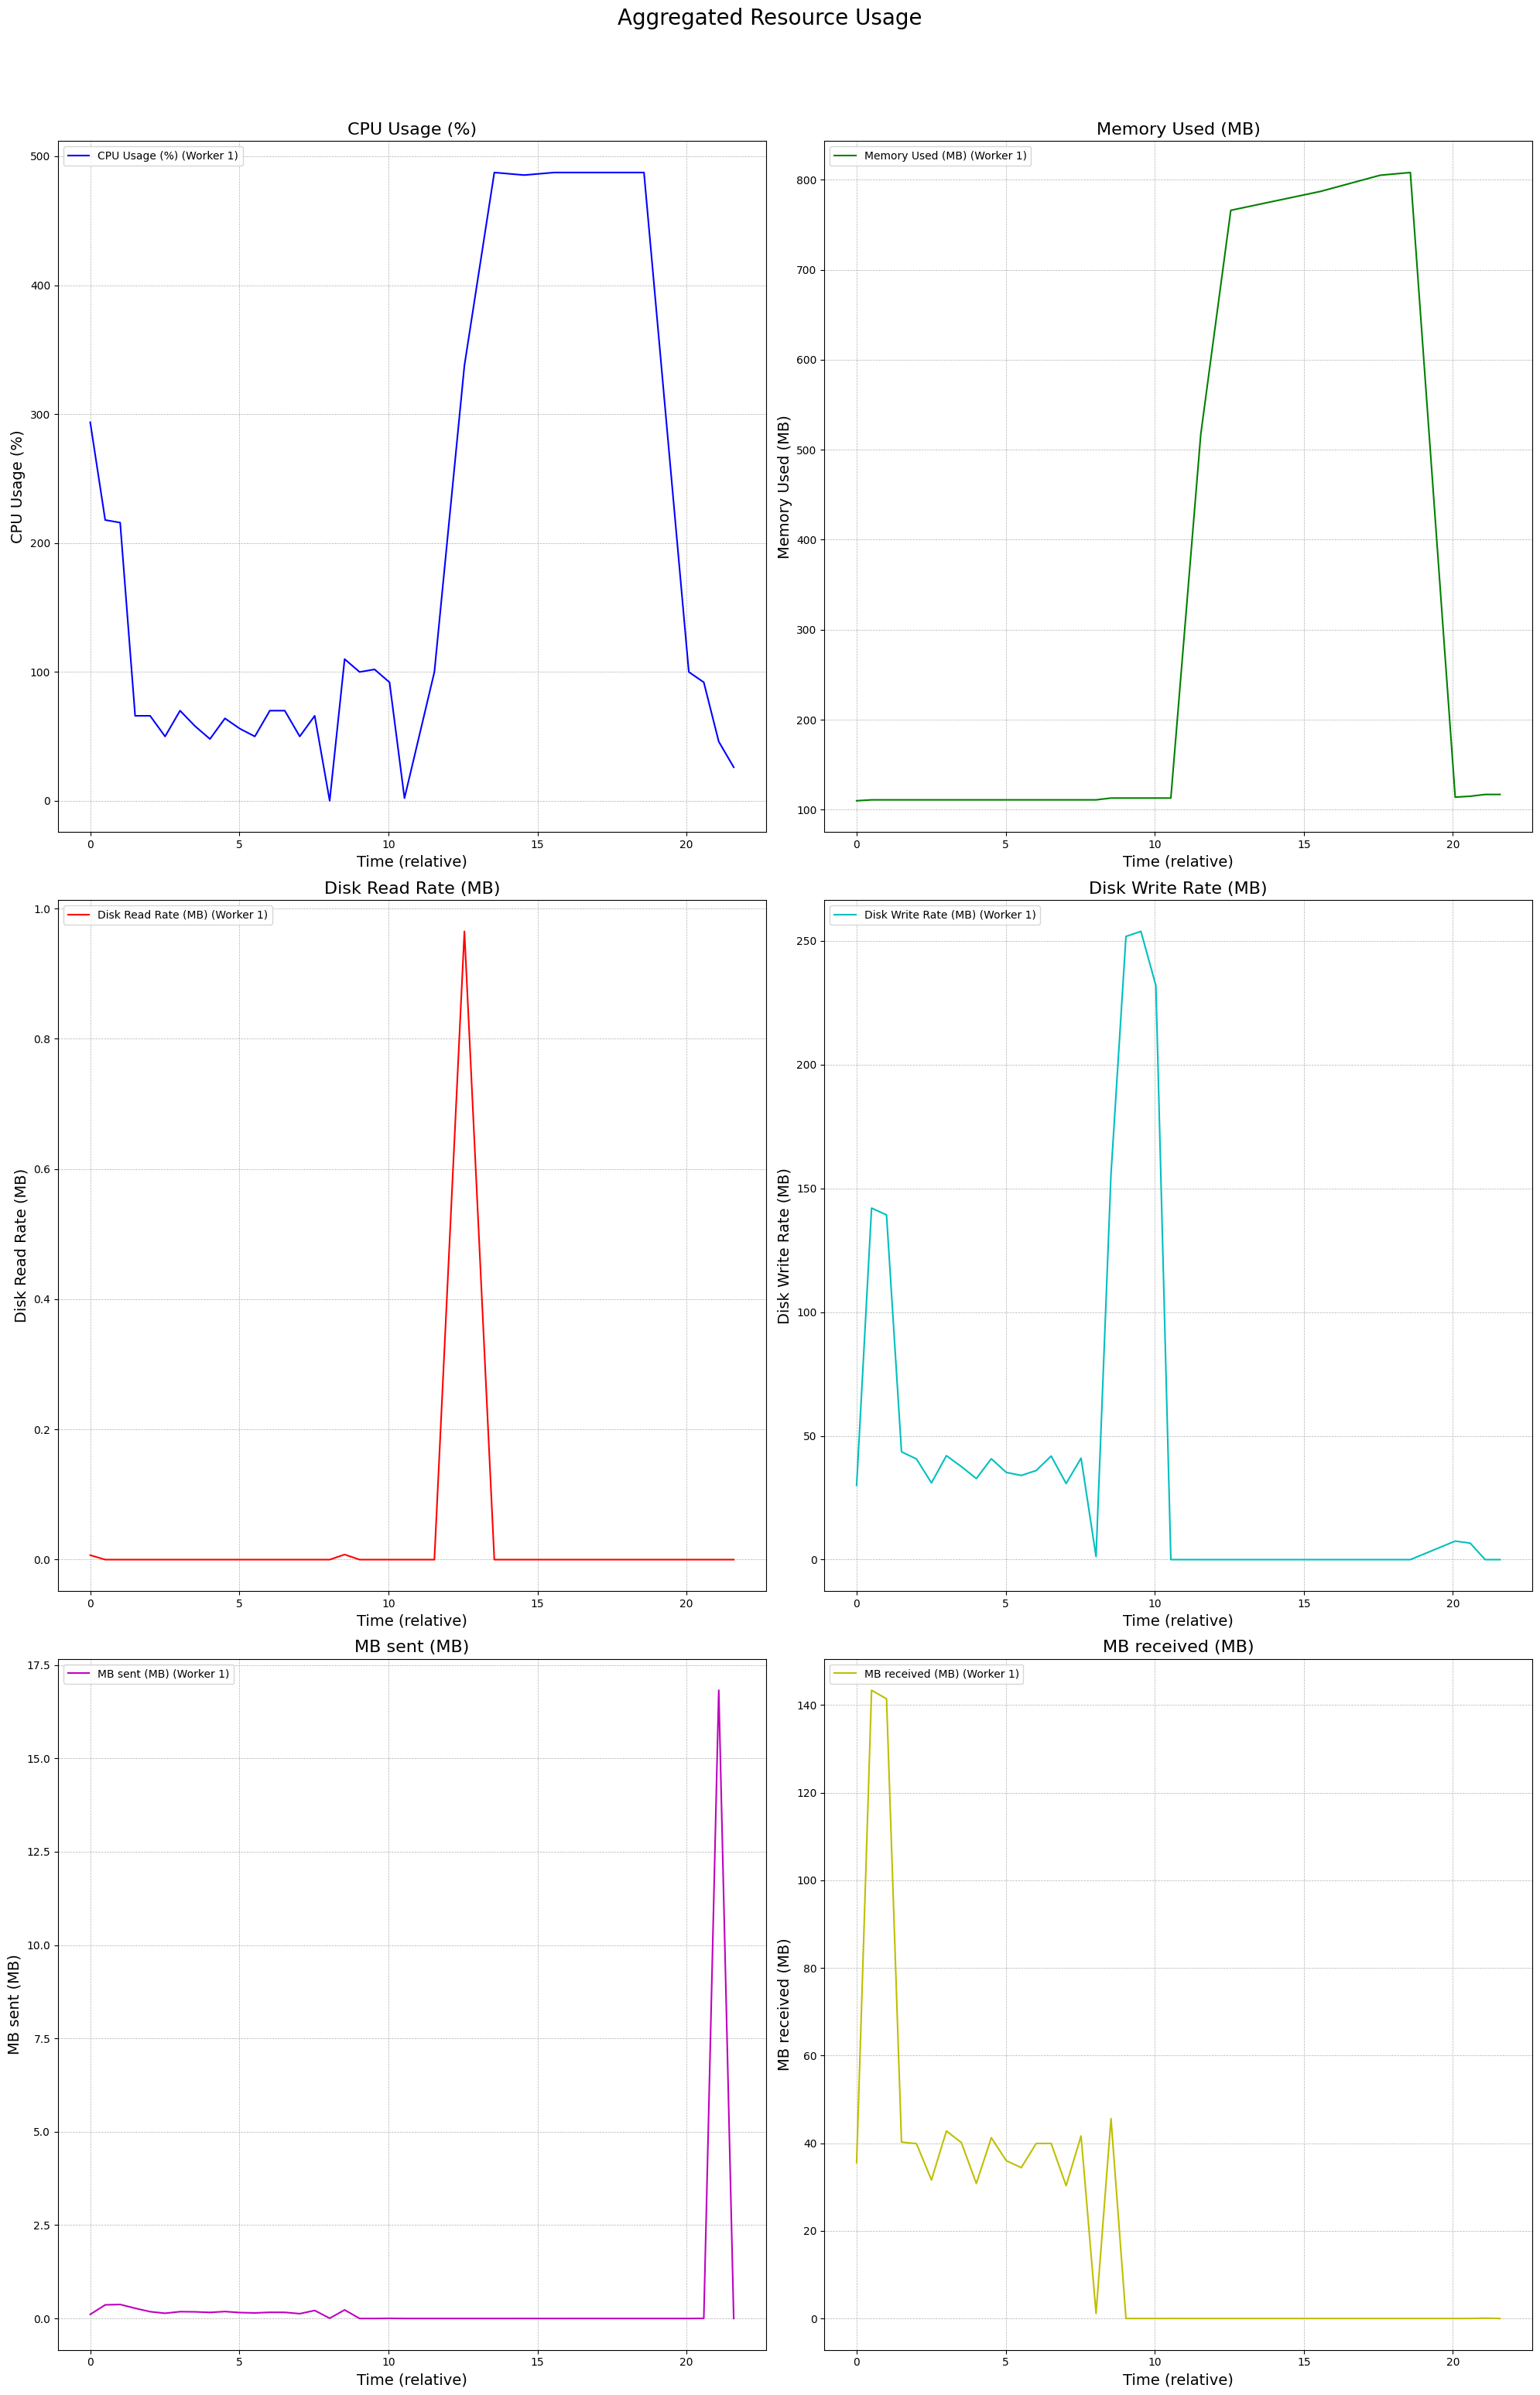 Aggregated Resource Usage
CPU Usage (%)
CPU Usage (%) (Worker 1)
500
400
300
200
100
0
CPU Usage (%)
0 5 10 15 20
Time (relative)
Memory Used (MB)
Memory Used (MB) (Worker 1)
800
700
600
500
400
300
200
100
Memory Used (MB)
0 5 10 15 20
Time (relative)
Disk Read Rate (MB)
Disk Read Rate (MB) (Worker 1)
1.0
0.8
0.6
0.4
0.2
0.0
Disk Read Rate (MB)
0 5 10 15 20
Time (relative)
Disk Write Rate (MB)
Disk Write Rate (MB) (Worker 1)
250
200
150
100
50
0
Disk Write Rate (MB)
0 5 10 15 20
Time (relative)
MB sent (MB)
MB sent (MB) (Worker 1)
17.5
15.0
12.5
10.0
7.5
5.0
2.5
0.0
MB sent (MB)
0 5 10 15 20
Time (relative)
MB received (MB)
MB received (MB) (Worker 1)
140
120
100
80
60
40
20
0
MB received (MB)
0 5 10 15 20
Time (relative)